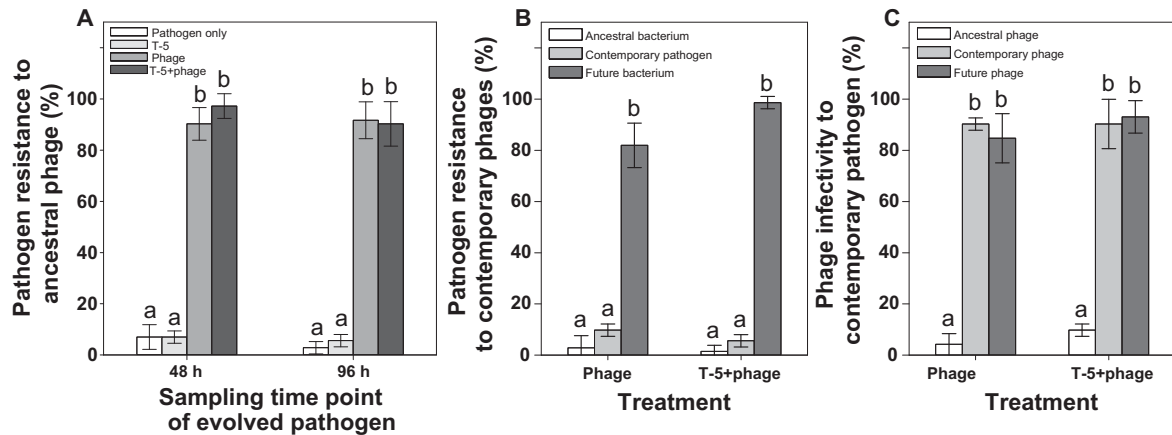 A
Pathogen only
T-5
Phage
T-5+phage
Pathogen resistance to
ancestral phage (%)
100
80
60
40
20
0
a
a
b
b
a
a
b
b
48 h
96 h
Sampling time point
of evolved pathogen
B
Ancestral bacterium
Contemporary pathogen
Future bacterium
Patnogen resistance
to contemporary phages (%)
100
80
60
40
20
0
a
a
b
a
a
b
Phage
T-5+phage
Treatment
C
Ancestral phage
Contemporary phage
Future phage
Phage infectivity to
contemporary pathogen (%)
100
80
60
40
20
0
a
b
b
a
b
b
Phage
T-5+phage
Treatment